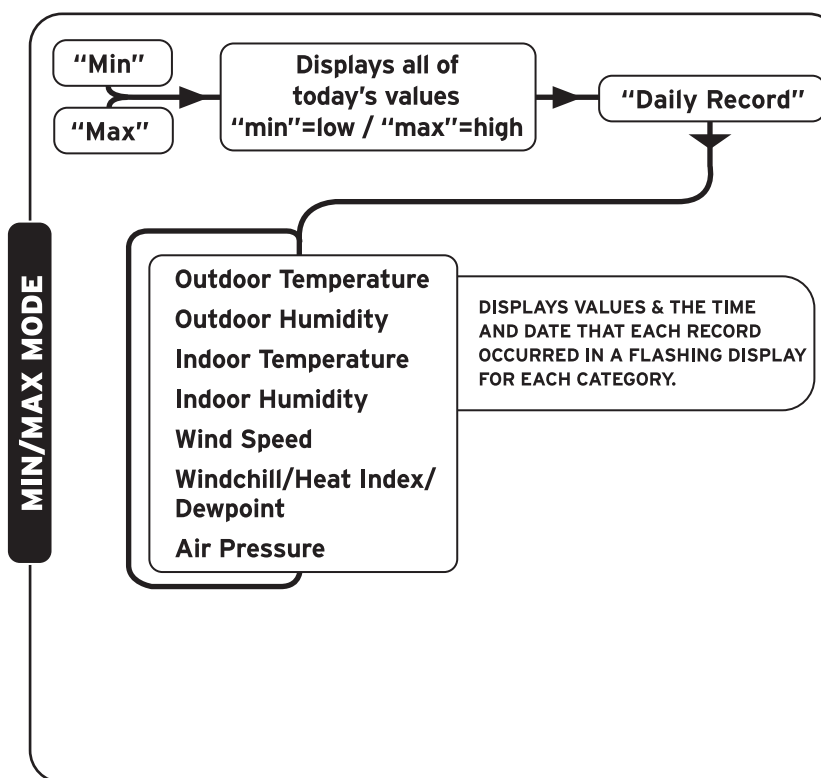 “Min”
“Max”
Displays all of
today's values
“min”=low / “max”=high
“Daily Record”
MIN/MAX MODE
Outdoor Temperature
Outdoor Humidity
Indoor Temperature
Indoor Humidity
Wind Speed
Windchill/Heat Index/
Dewpoint
Air Pressure
DISPLAYS VALUES & THE TIME
AND DATE THAT EACH RECORD
OCCURRED IN A FLASHING DISPLAY
FOR EACH CATEGORY.